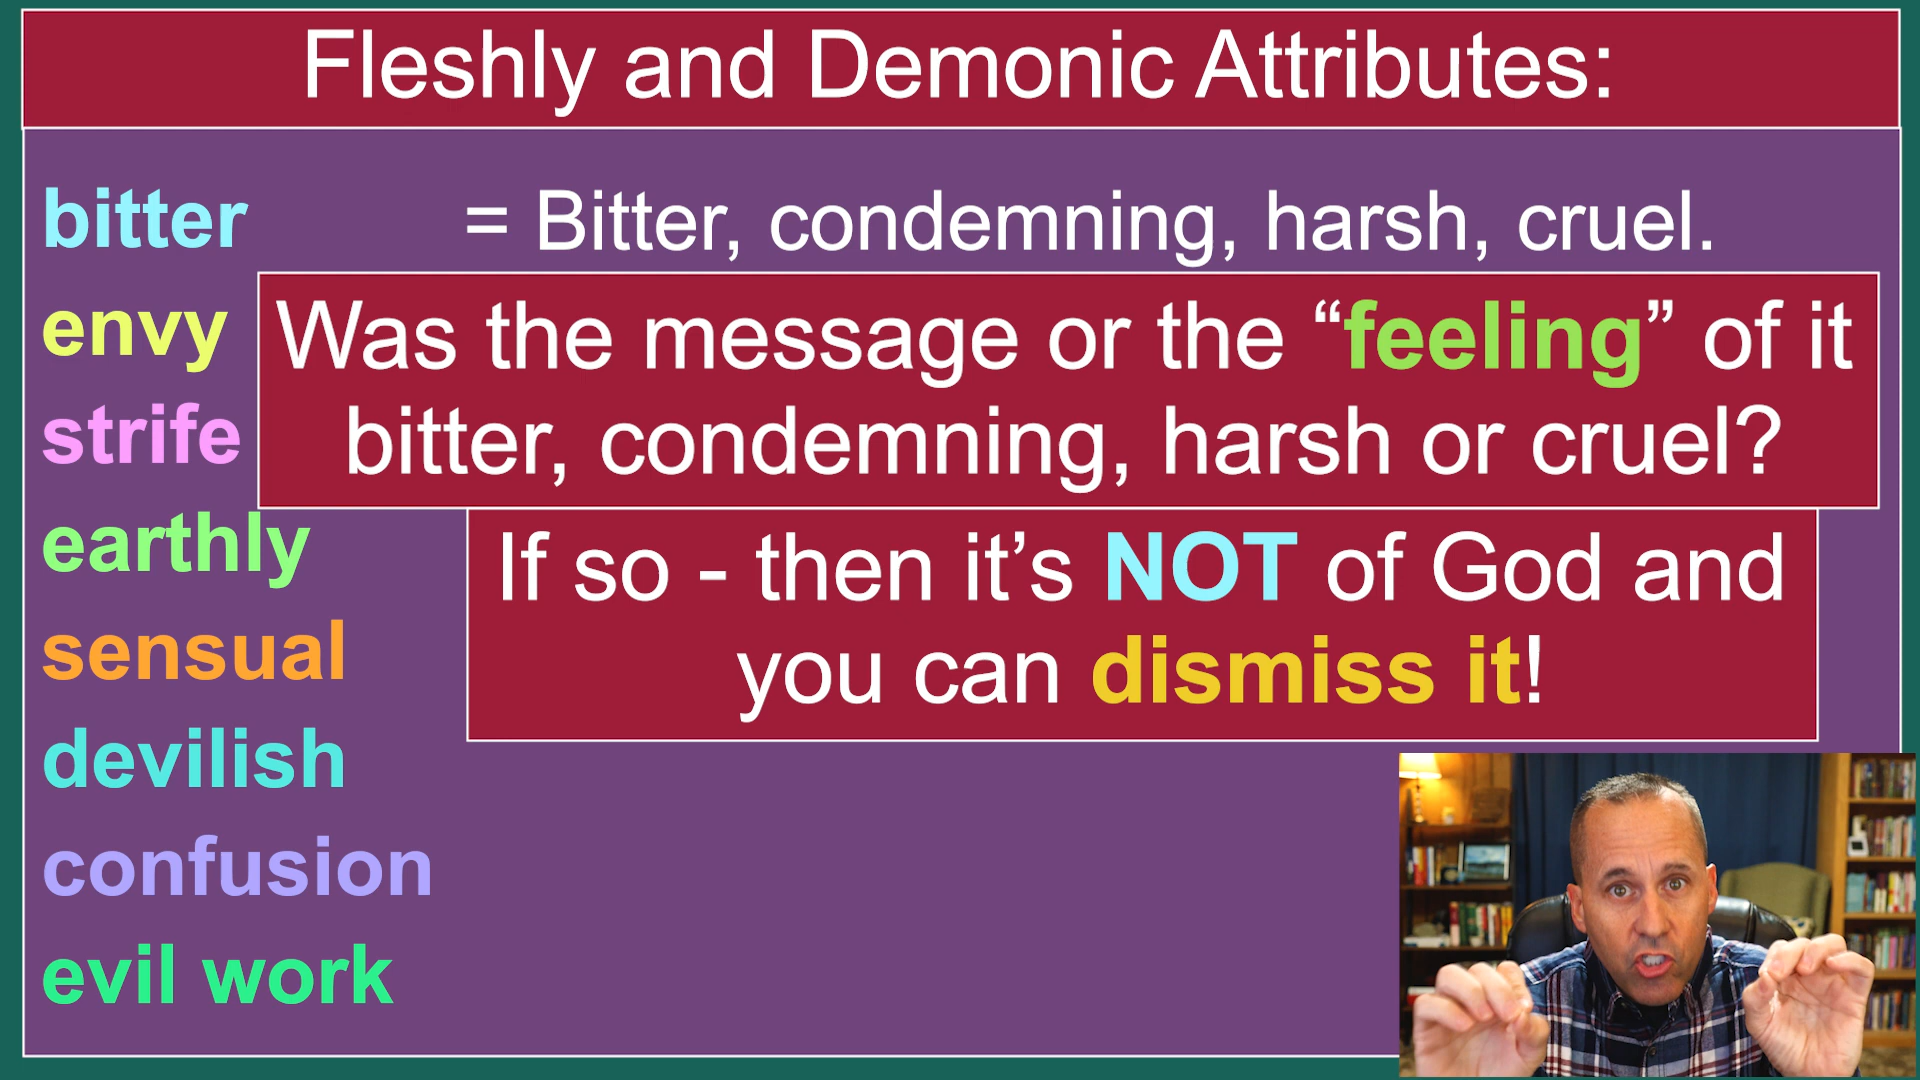 Fleshly and Demonic Attributes:
bitter = Bitter, condemning, harsh, cruel.
envy
strife
earthly
sensual
devilish
confusion
evil work
Was the message or the “feeling” of it
bitter, condemning, harsh or cruel?
If so - then it’s NOT of God and
you can dismiss it!